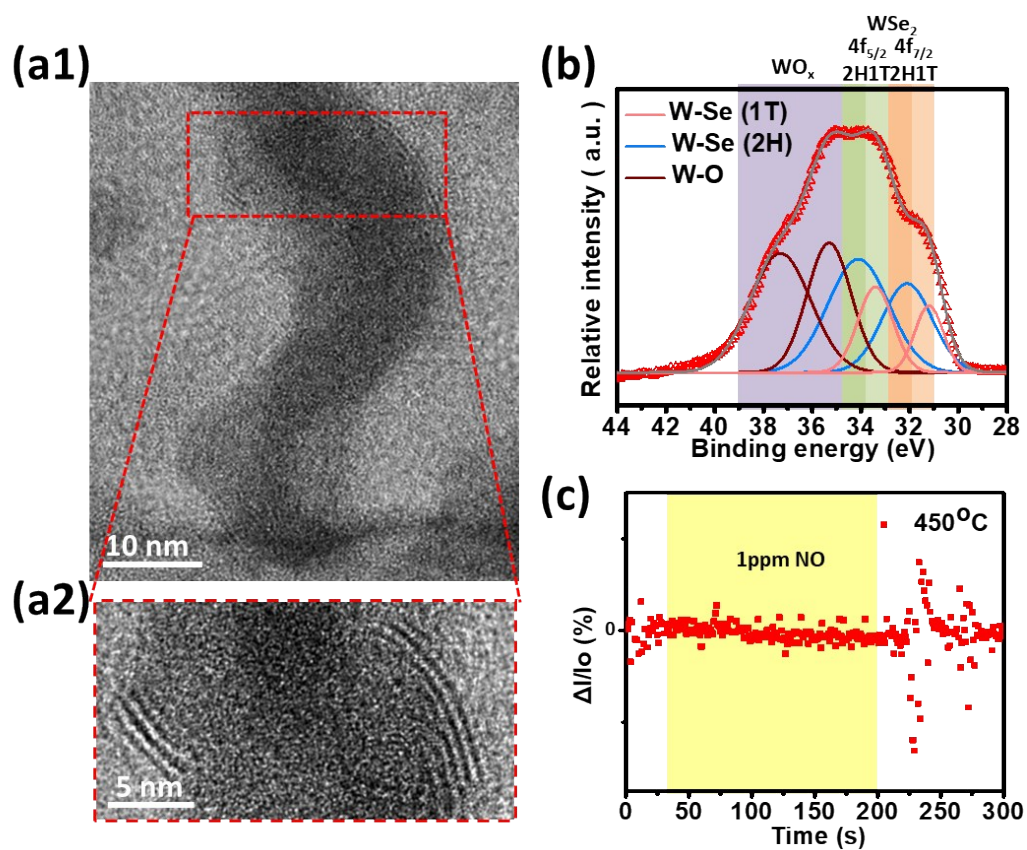 (a1)
10 nm
(a2)
5 nm
(b)
WSe₂
4f₅/₂ 4f₇/₂
WOₓ 2H1T2H1T
W-Se (1T)
W-Se (2H)
W-O
Relative intensity ( a.u. )
44 42 40 38 36 34 32 30 28
Binding energy (eV)
(c)
450°C
1ppm NO
ΔI/Io (%)
0
0 50 100 150 200 250 300
Time (s)